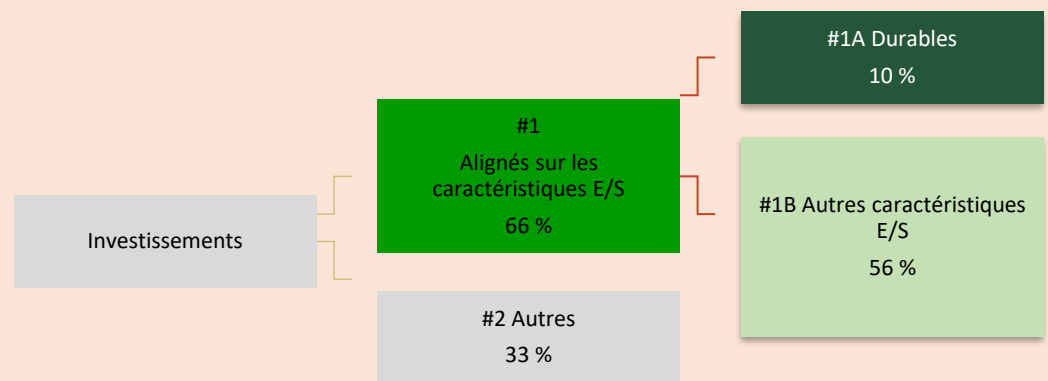 Investissements
#1
Alignés sur les
caractéristiques E/S
66 %
#2 Autres
33 %
#1A Durables
10 %
#1B Autres caractéristiques
E/S
56 %